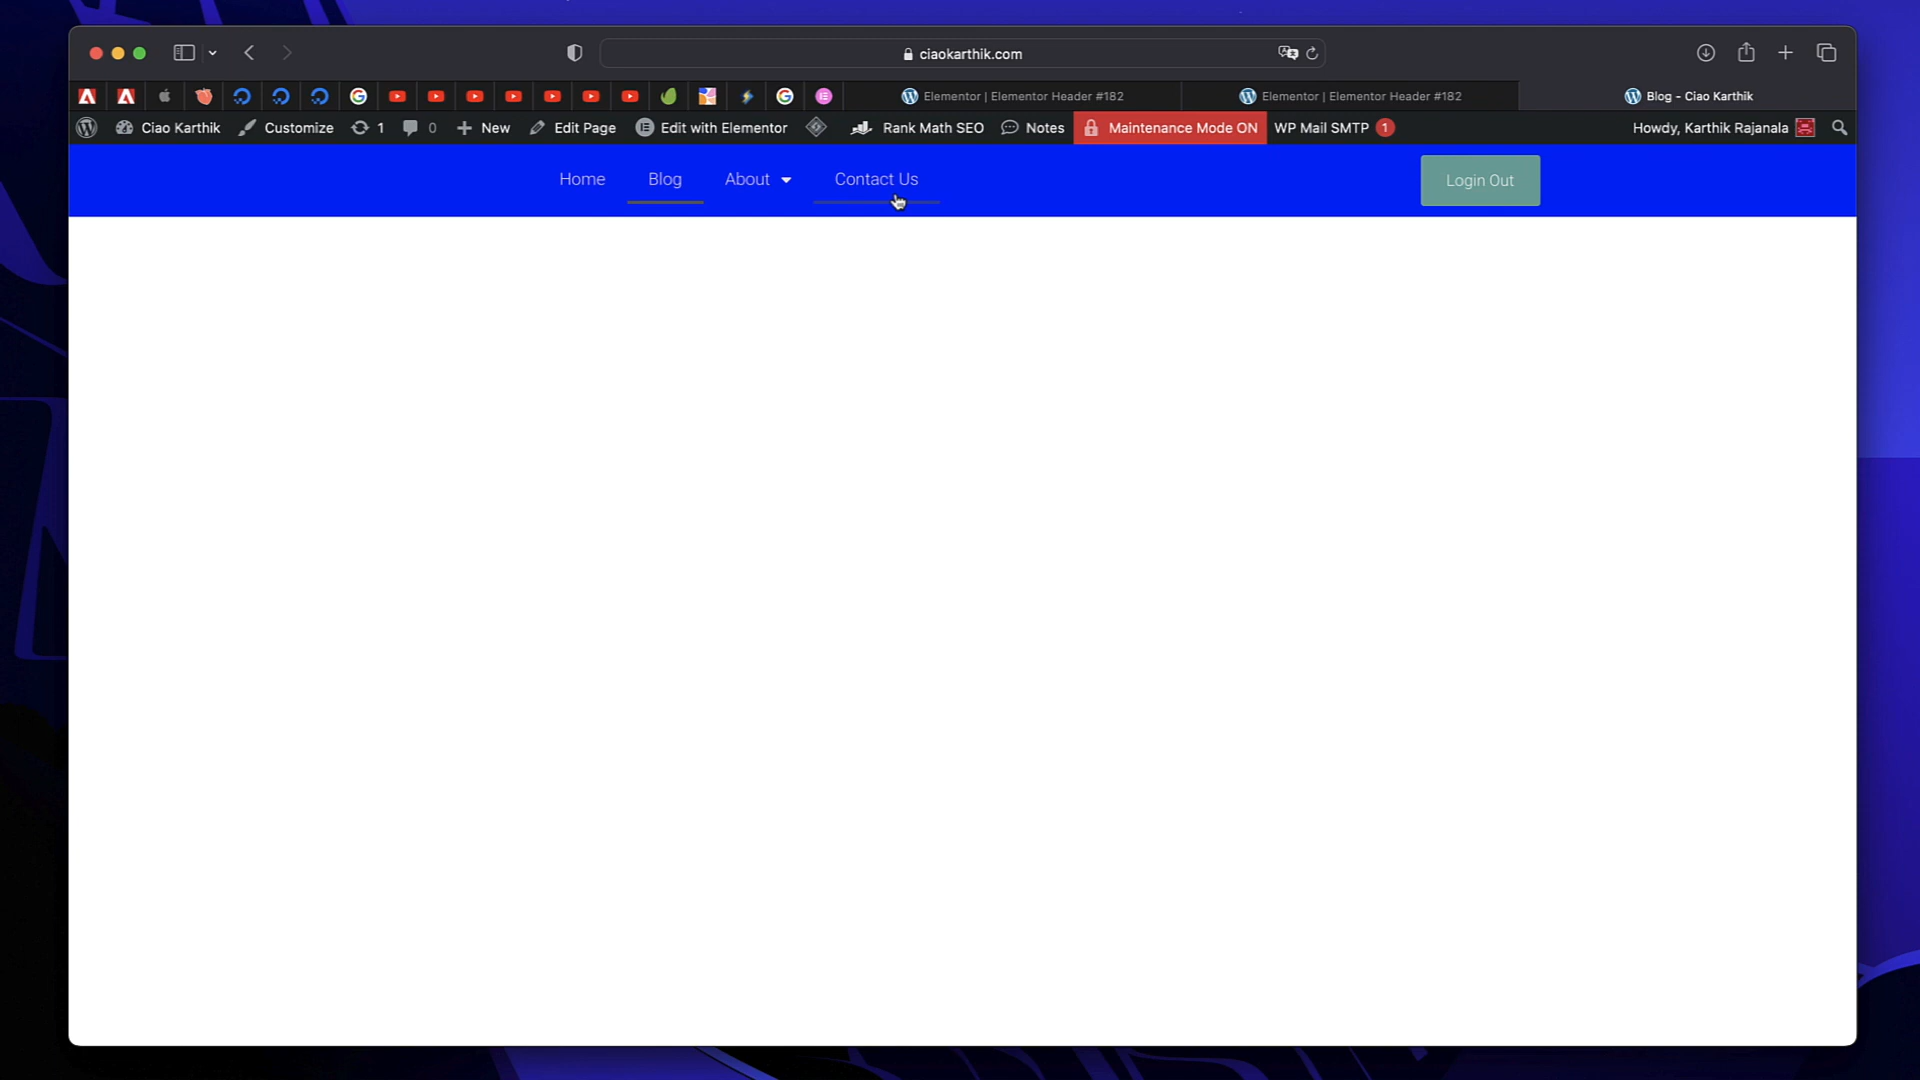 ciaokarthik.com
Elementor | Elementor Header #182
Elementor | Elementor Header #182
Blog - Ciao Karthik
Ciao Karthik Customize 1 0 New Edit Page Edit with Elementor Rank Math SEO Notes Maintenance Mode ON WP Mail SMTP 1 Howdy, Karthik Rajanala
Home Blog About Contact Us Login Out